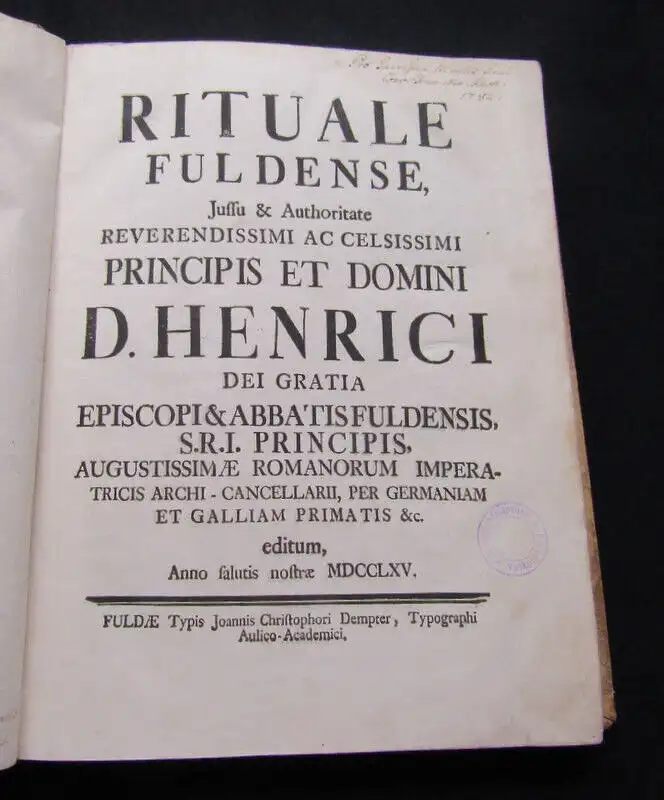 Pro
1782.
RITUALE
FULDENSE,
Juſſu & Authoritate
REVERENDISSIMI AC CELSISSIMI
PRINCIPIS ET DOMINI
D. HENRICI
DEI GRATIA
EPISCOPI & ABBATIS FULDENSIS,
S.R.I. PRINCIPIS,
AUGUSTISSIMÆ ROMANORUM IMPERA-
TRICIS ARCHI-CANCELLARII, PER GERMANIAM
ET GALLIAM PRIMATIS &c.
editum,
Anno ſalutis noſtræ MDCCLXV.
FULDÆ Typis Joannis Chriſtophori Dempter, Typographi
Aulico-Academici.